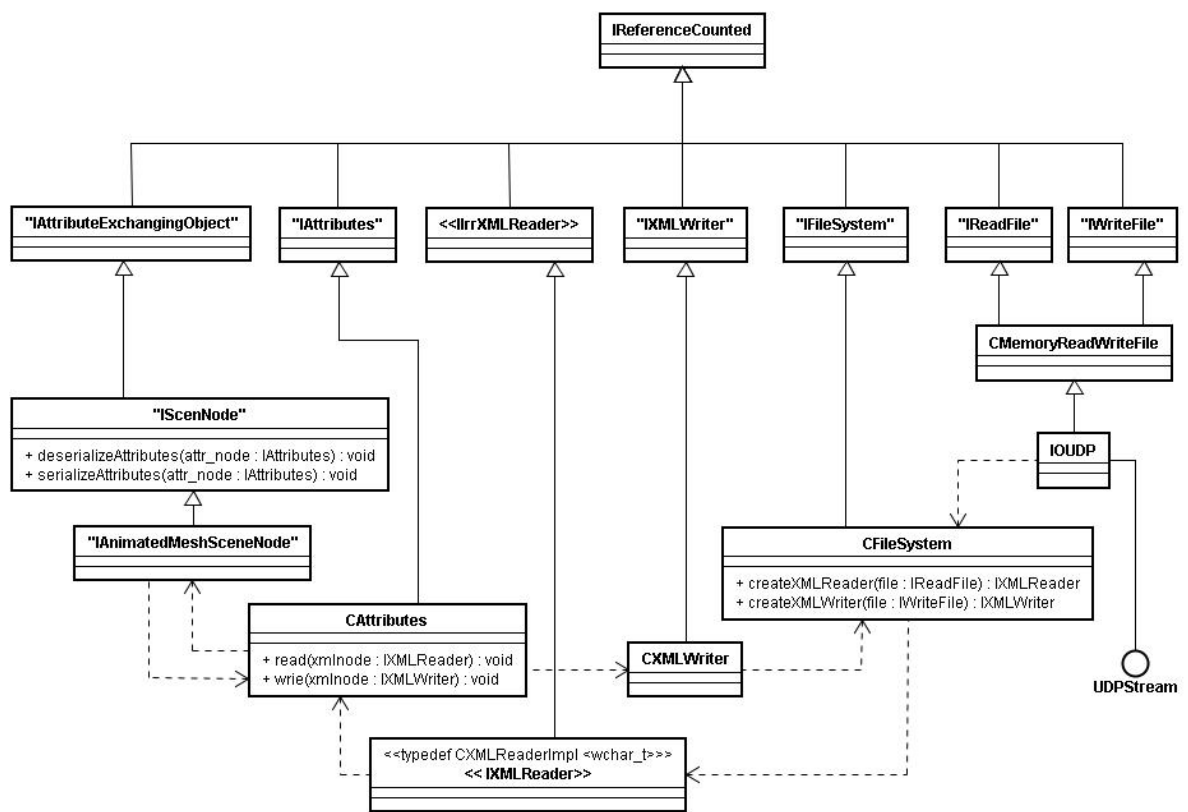 IReferenceCounted
"IAttributeExchangingObject"
"IAttributes"
<<IIrrXMLReader>>
"IXMLWriter"
"IFileSystem"
"IReadFile"
"IWriteFile"
CMemoryReadWriteFile
"IScenNode"
+ deserializeAttributes(attr_node : IAttributes) : void
+ serializeAttributes(attr_node : IAttributes) : void
IOUDP
"IAnimatedMeshSceneNode"
CFileSystem
+ createXMLReader(file : IReadFile) : IXMLReader
+ createXMLWriter(file : IWriteFile) : IXMLWriter
CAttributes
+ read(xmlnode : IXMLReader) : void
+ wrie(xmlnode : IXMLWriter) : void
CXMLWriter
UDPStream
<<typedef CXMLReaderImpl <wchar_t>>>
<< IXMLReader>>